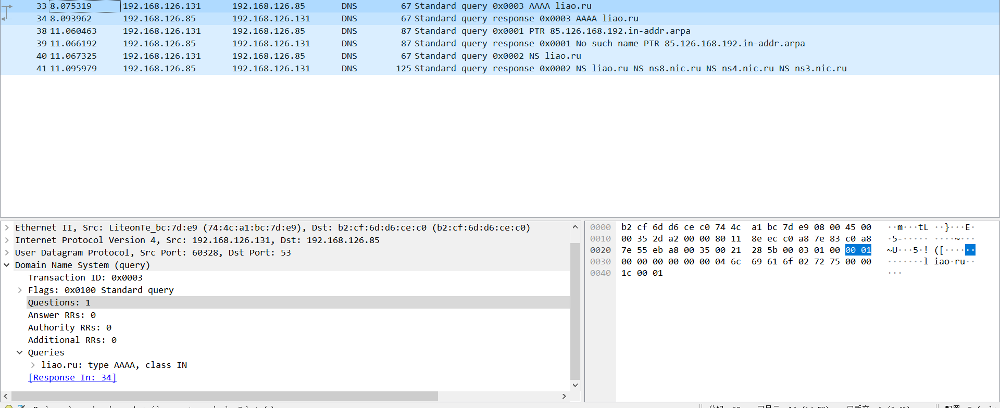 33 8.075319 192.168.126.131 192.168.126.85 DNS 67 Standard query 0x0003 AAAA liao.ru
34 8.093962 192.168.126.85 192.168.126.131 DNS 67 Standard query response 0x0003 AAAA liao.ru
38 11.060463 192.168.126.131 192.168.126.85 DNS 87 Standard query 0x0001 PTR 85.126.168.192.in-addr.arpa
39 11.066192 192.168.126.85 192.168.126.131 DNS 87 Standard query response 0x0001 No such name PTR 85.126.168.192.in-addr.arpa
40 11.067325 192.168.126.131 192.168.126.85 DNS 67 Standard query 0x0002 NS liao.ru
41 11.095979 192.168.126.85 192.168.126.131 DNS 125 Standard query response 0x0002 NS liao.ru NS ns8.nic.ru NS ns4.nic.ru NS ns3.nic.ru
Ethernet II, Src: LiteonTe_bc:7d:e9 (74:4c:a1:bc:7d:e9), Dst: b2:cf:6d:d6:ce:c0 (b2:cf:6d:d6:ce:c0)
Internet Protocol Version 4, Src: 192.168.126.131, Dst: 192.168.126.85
User Datagram Protocol, Src Port: 60328, Dst Port: 53
Domain Name System (query)
Transaction ID: 0x0003
Flags: 0x0100 Standard query
Questions: 1
Answer RRs: 0
Authority RRs: 0
Additional RRs: 0
Queries
liao.ru: type AAAA, class IN
[Response In: 34]
0000 b2 cf 6d d6 ce c0 74 4c a1 bc 7d e9 08 00 45 00 ··m···tL ··}···E·
0010 00 35 2d a2 00 00 80 11 8e ec c0 a8 7e 83 c0 a8 ·5-····· ····~···
0020 7e 55 eb a8 00 35 00 21 28 5b 00 03 01 00 00 01 ~U···5·! ([······
0030 00 00 00 00 00 00 04 6c 69 61 6f 02 72 75 00 00 ·······l iao·ru··
0040 1c 00 01 ···